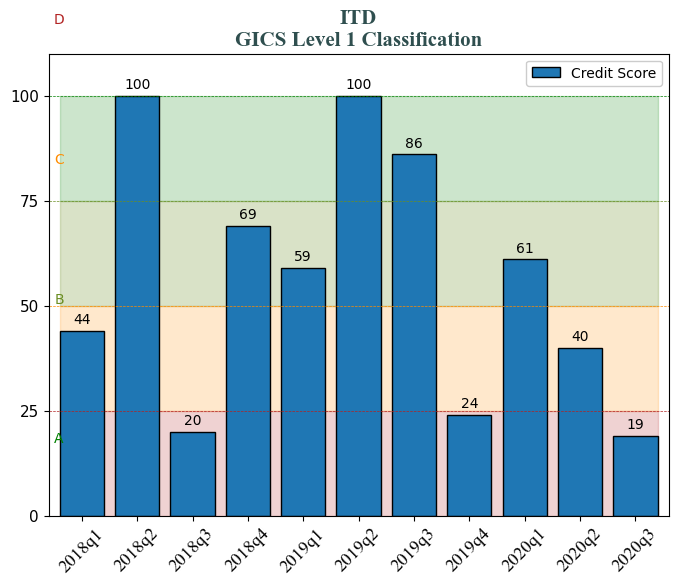 D
ITD
GICS Level 1 Classification
Credit Score
100
100
100
86
C
75
69
59
61
B
50
44
40
25
24
20
19
A
0
2018q1
2018q2
2018q3
2018q4
2019q1
2019q2
2019q3
2019q4
2020q1
2020q2
2020q3